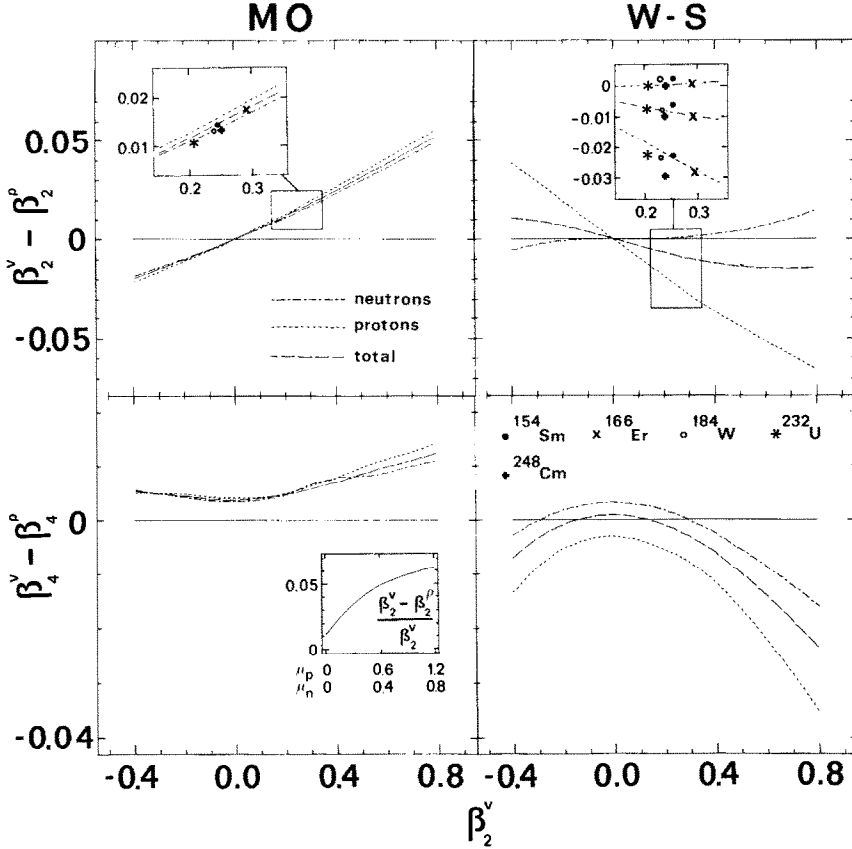 MO
W-S
0.05
0
-0.05
β₂ᵛ - β₂ᵖ
0.02
0.01
0.2 0.3
neutrons
protons
total
0
-0.01
-0.02
-0.03
0.2 0.3
0
-0.04
β₄ᵛ - β₄ᵖ
0.05
0
β₂ᵛ - β₂ᵖ
β₂ᵛ
μₚ 0 0.6 1.2
μₙ 0 0.4 0.8
¹⁵⁴Sm ¹⁶⁶Er ¹⁸⁴W ²³²U
²⁴⁸Cm
-0.4 0.0 0.4 0.8
-0.4 0.0 0.4 0.8
β₂ᵛ